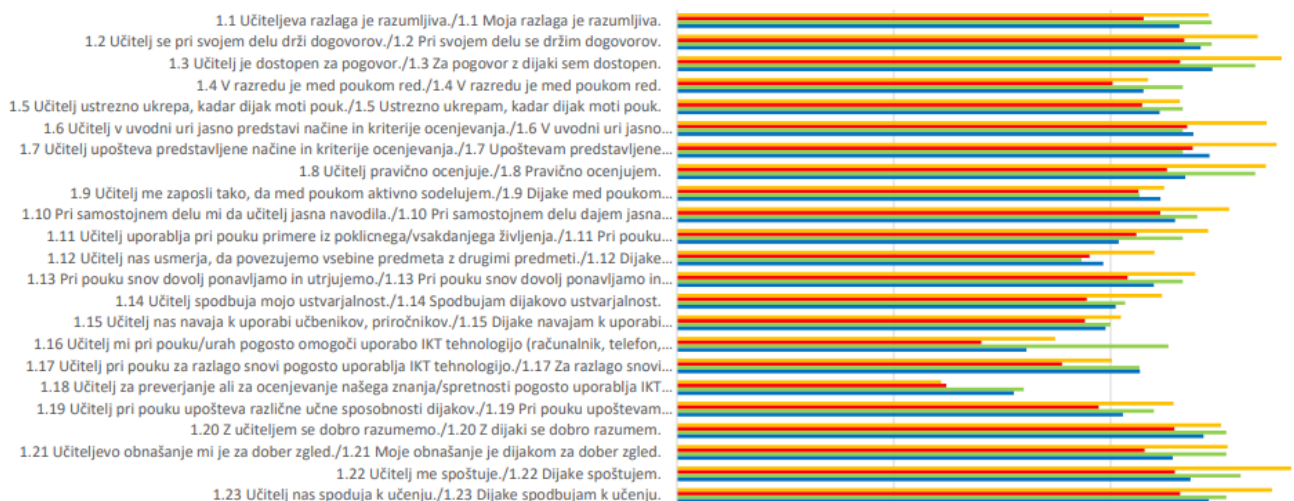 1.1 Učiteljeva razlaga je razumljiva./1.1 Moja razlaga je razumljiva.
1.2 Učitelj se pri svojem delu drži dogovorov./1.2 Pri svojem delu se držim dogovorov.
1.3 Učitelj je dostopen za pogovor./1.3 Za pogovor z dijaki sem dostopen.
1.4 V razredu je med poukom red./1.4 V razredu je med poukom red.
1.5 Učitelj ustrezno ukrepa, kadar dijak moti pouk./1.5 Ustrezno ukrepam, kadar dijak moti pouk.
1.6 Učitelj v uvodni uri jasno predstavi načine in kriterije ocenjevanja./1.6 V uvodni uri jasno...
1.7 Učitelj upošteva predstavljene načine in kriterije ocenjevanja./1.7 Upoštevam predstavljene...
1.8 Učitelj pravično ocenjuje./1.8 Pravično ocenjujem.
1.9 Učitelj me zaposli tako, da med poukom aktivno sodelujem./1.9 Dijake med poukom...
1.10 Pri samostojnem delu mi da učitelj jasna navodila./1.10 Pri samostojnem delu dajem jasna...
1.11 Učitelj uporablja pri pouku primere iz poklicnega/vsakdanjega življenja./1.11 Pri pouku...
1.12 Učitelj nas usmerja, da povezujemo vsebine predmeta z drugimi predmeti./1.12 Dijake...
1.13 Pri pouku snov dovolj ponavljamo in utrjujemo./1.13 Pri pouku snov dovolj ponavljamo in...
1.14 Učitelj spodbuja mojo ustvarjalnost./1.14 Spodbujam dijakovo ustvarjalnost.
1.15 Učitelj nas navaja k uporabi učbenikov, priročnikov./1.15 Dijake navajam k uporabi...
1.16 Učitelj mi pri pouku/urah pogosto omogoči uporabo IKT tehnologijo (računalnik, telefon,...
1.17 Učitelj pri pouku za razlago snovi pogosto uporablja IKT tehnologijo./1.17 Za razlago snovi...
1.18 Učitelj za preverjanje ali za ocenjevanje našega znanja/spretnosti pogosto uporablja IKT...
1.19 Učitelj pri pouku upošteva različne učne sposobnosti dijakov./1.19 Pri pouku upoštevam...
1.20 Z učiteljem se dobro razumemo./1.20 Z dijaki se dobro razumem.
1.21 Učiteljevo obnašanje mi je za dober zgled./1.21 Moje obnašanje je dijakom za dober zgled.
1.22 Učitelj me spoštuje./1.22 Dijake spoštujem.
1.23 Učitelj nas spoduja k učenju./1.23 Dijake spodbujam k učenju.